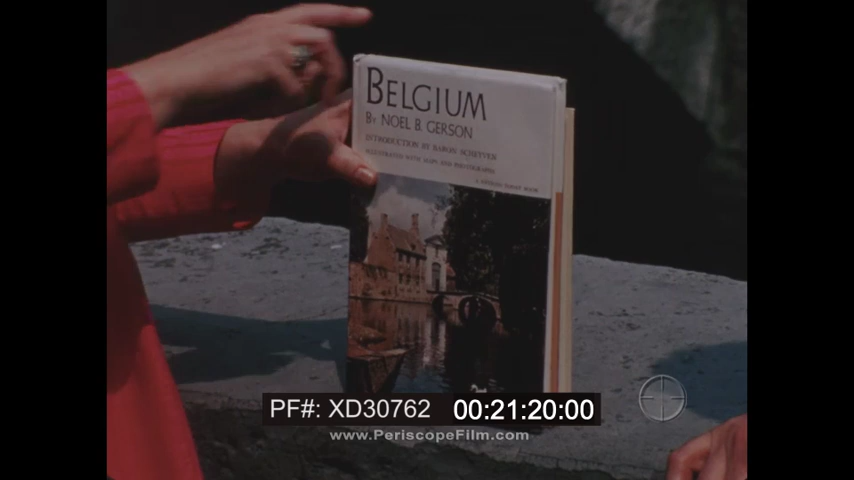 BELGIUM
BY NOEL B. GERSON
INTRODUCTION BY BARON SCHEYVEN
ILLUSTRATED WITH MAPS AND PHOTOGRAPHS
PF#: XD30762 00:21:20:00
www.PeriscopeFilm.com